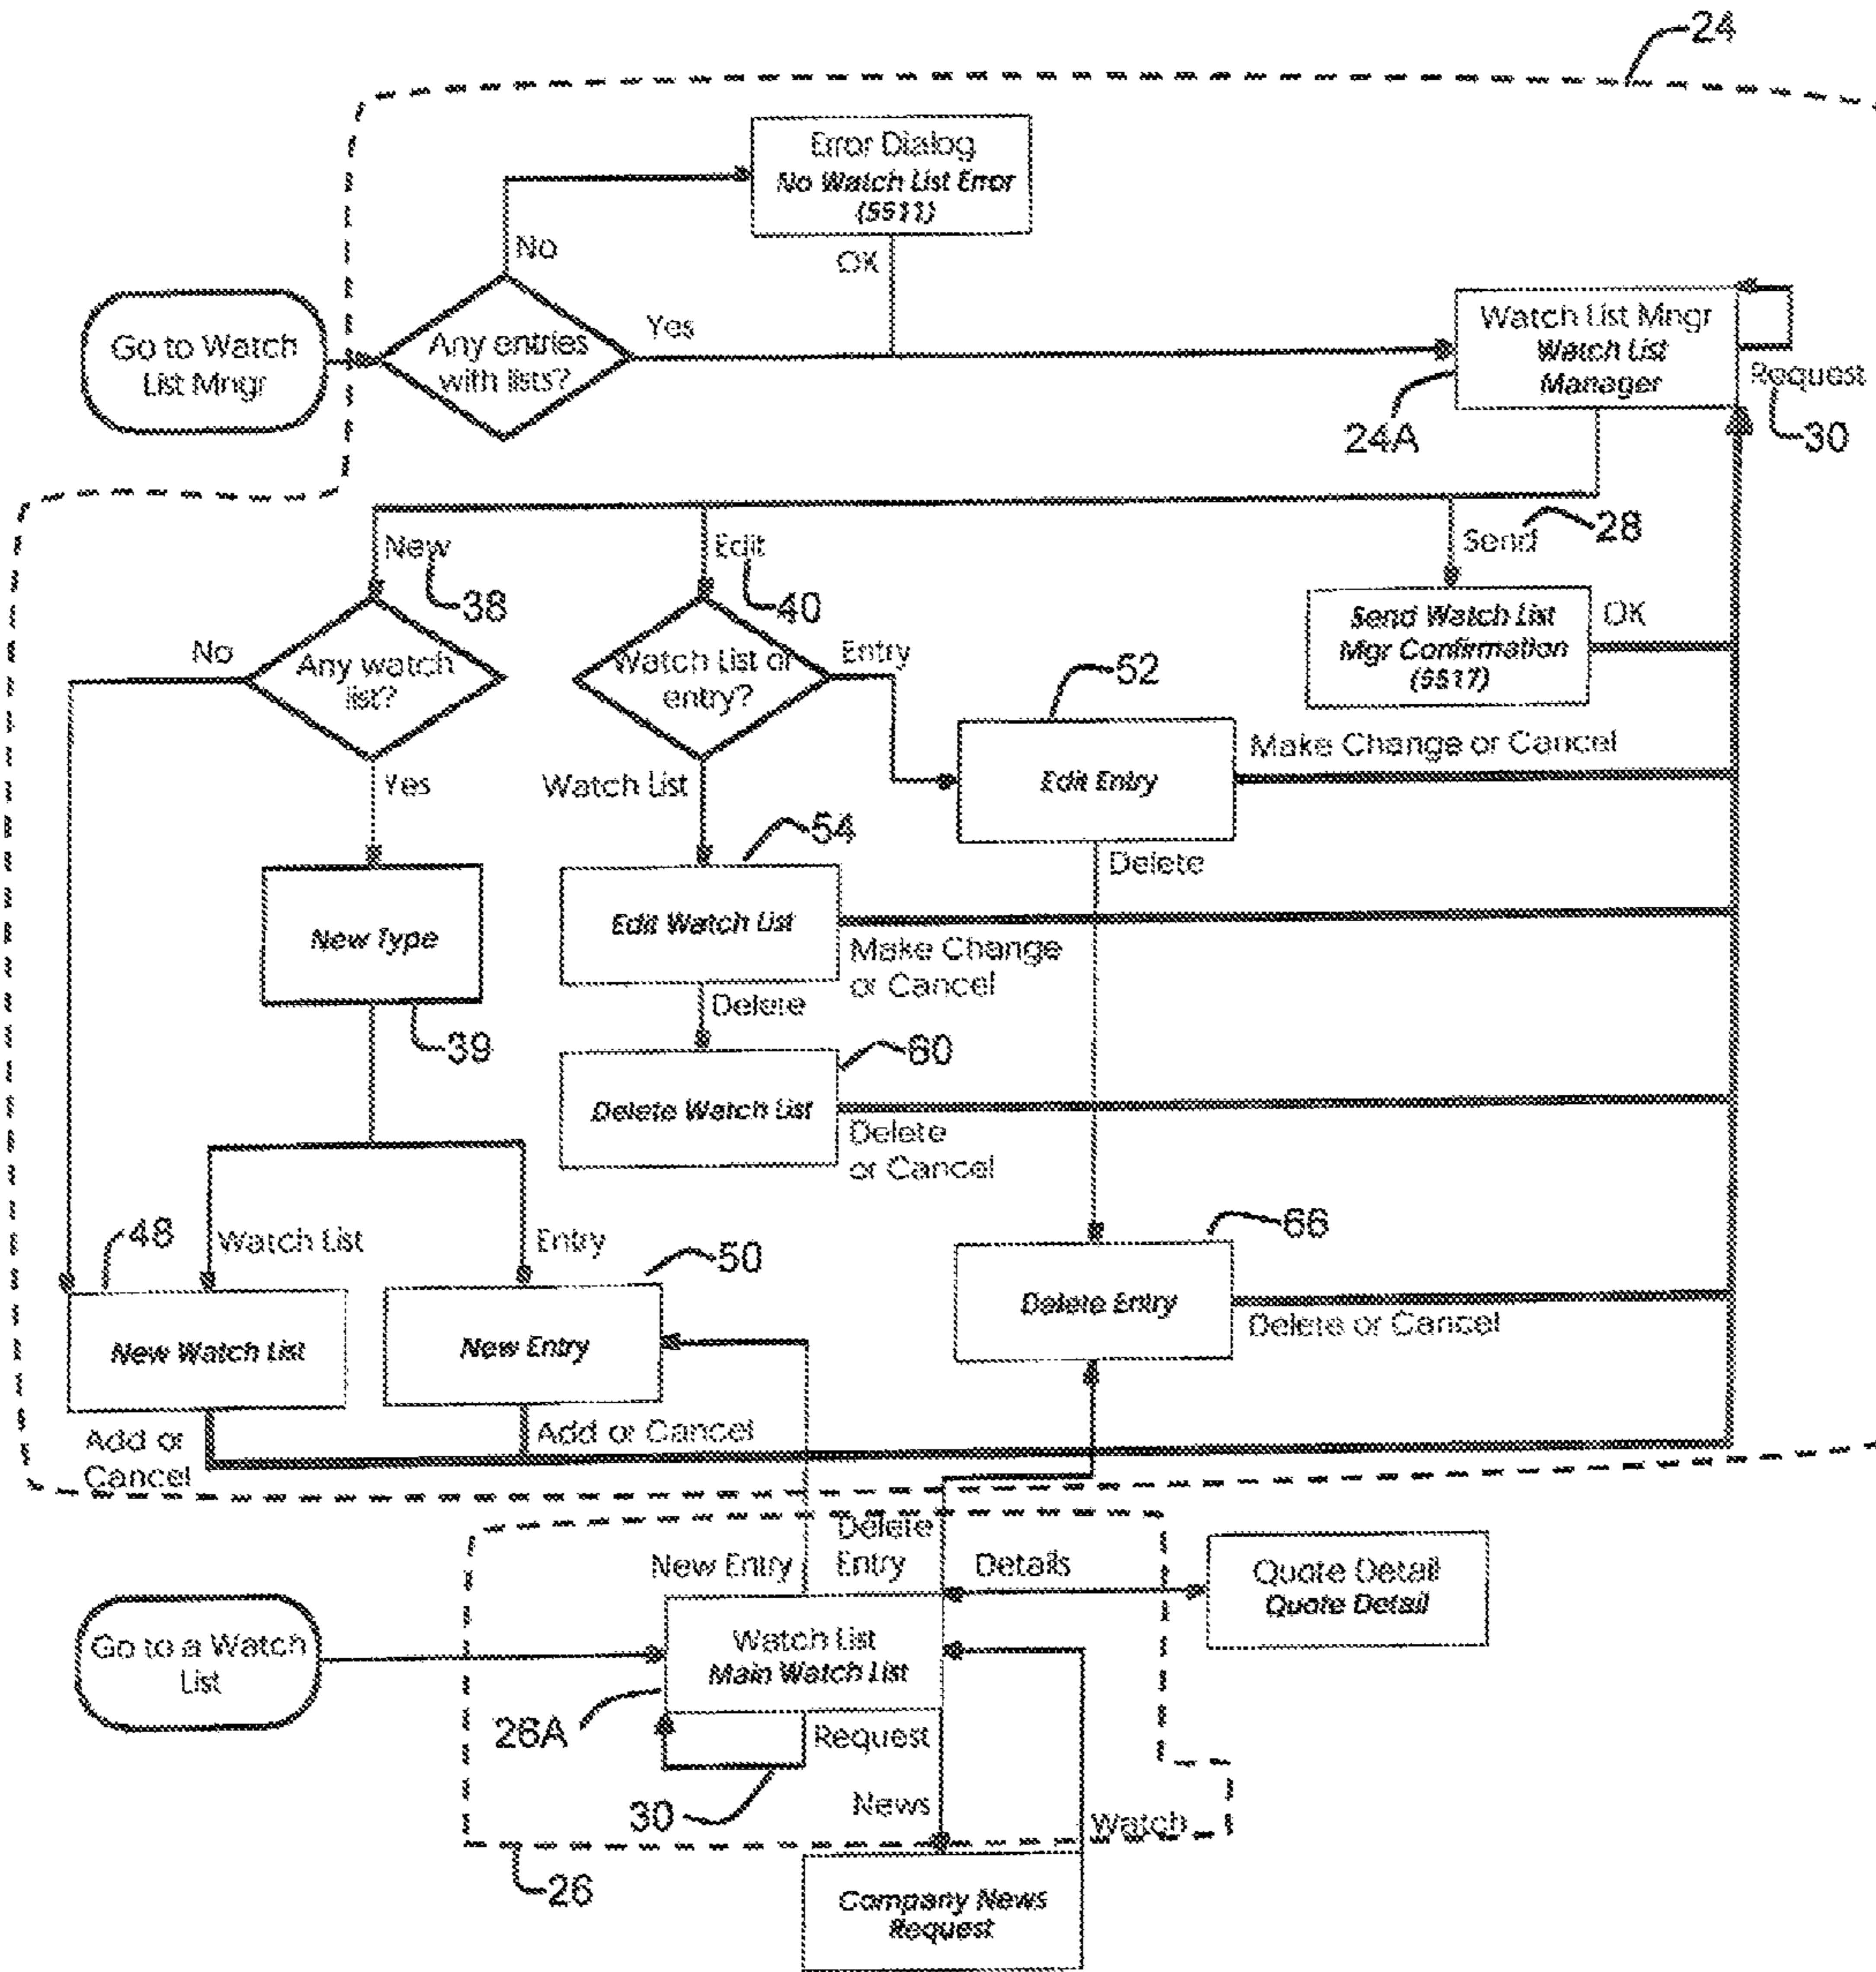 24
Error Dialog
No Watch List Error
(SS11)
No
OK
Go to Watch
List Mngr
Any entries
with lists?
Yes
Watch List Mngr
Watch List
Manager
Request
24A
30
New
38
Edit
40
Send
28
No
Any watch
list?
Watch List or
entry?
Entry
Send Watch List
Mgr Confirmation
(SS17)
OK
52
Yes
Watch List
Edit Entry
Make Change or Cancel
54
Delete
New Type
Edit Watch List
Make Change
or Cancel
39
Delete
60
Delete Watch List
Delete
or Cancel
48
Watch List
Entry
50
66
New Watch List
New Entry
Delete Entry
Delete or Cancel
Add or
Cancel
Add or Cancel
New Entry
Delete
Entry
Details
Quote Detail
Quote Detail
Go to a Watch
List
Watch List
Main Watch List
26A
Request
30
News
Watch
26
Company News
Request